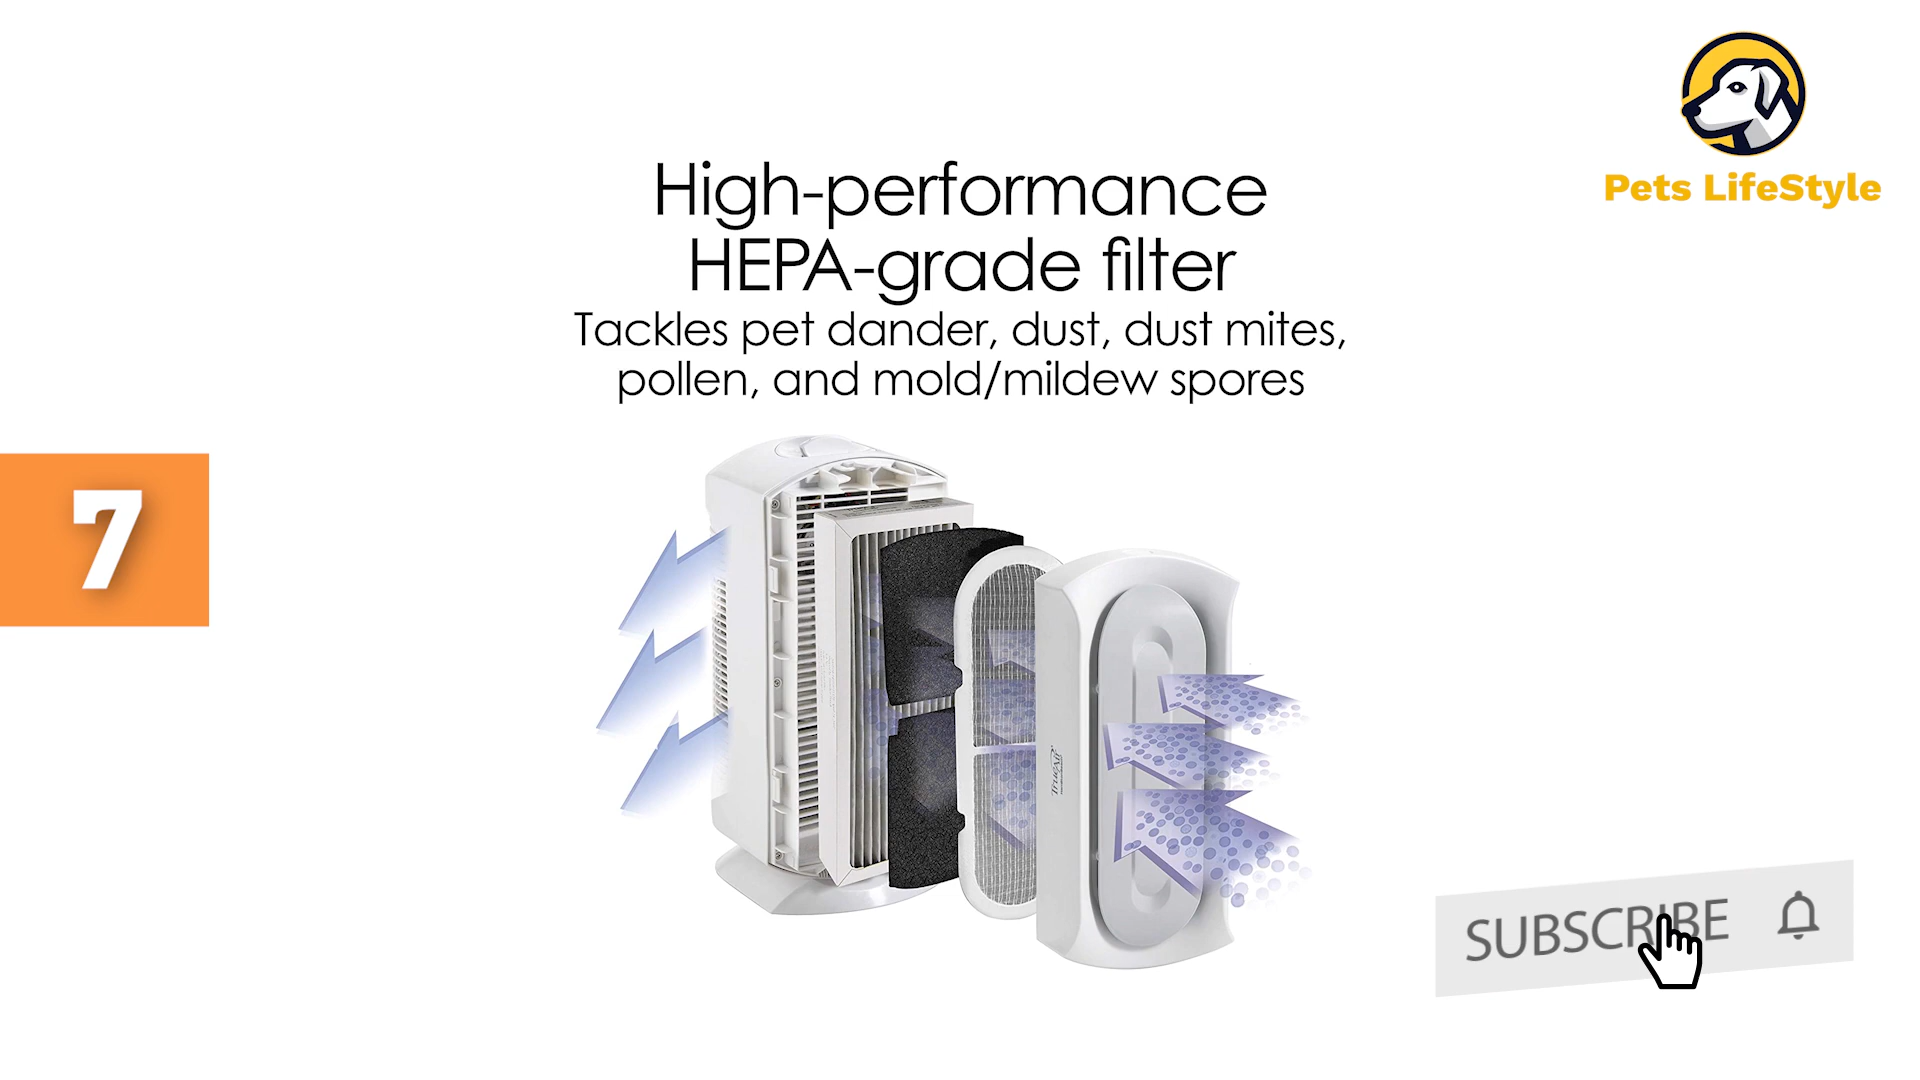 Pets LifeStyle
High-performance
HEPA-grade filter
Tackles pet dander, dust, dust mites,
pollen, and mold/mildew spores
7
TrueAir
SUBSCRIBE